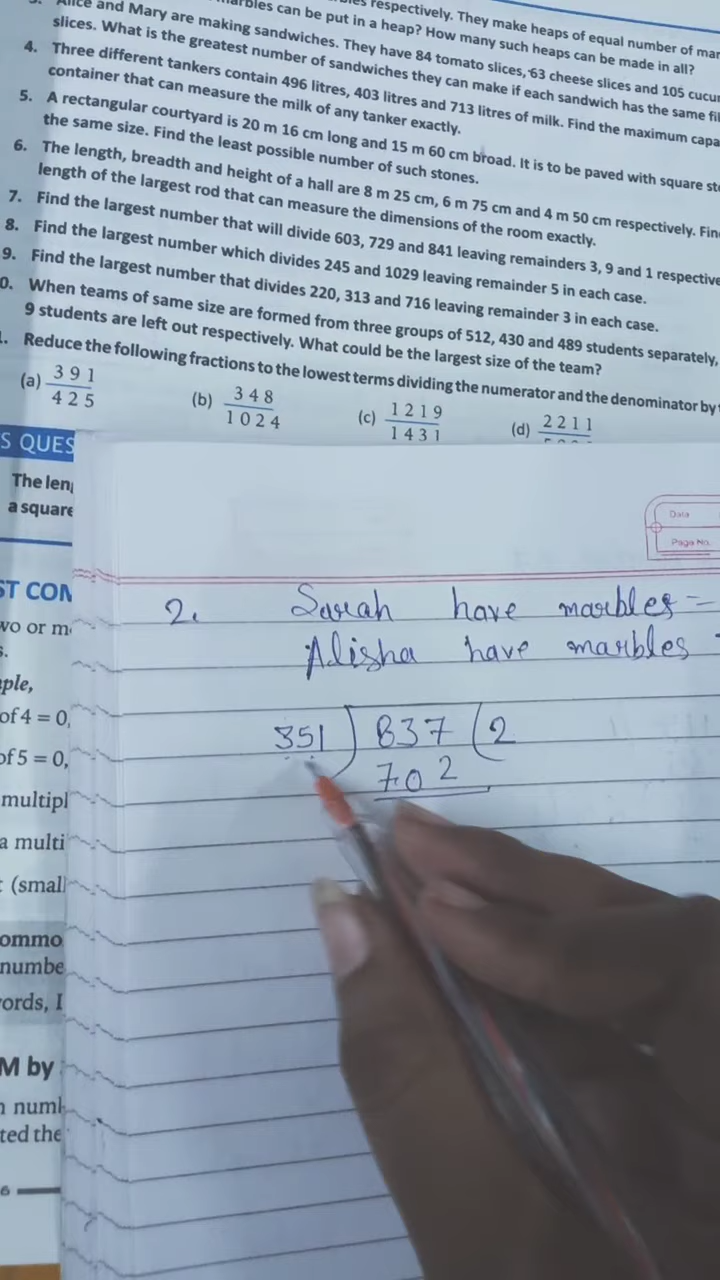 respectively. They make heaps of equal number of mar
can be put in a heap? How many such heaps can be made in all?
Alice and Mary are making sandwiches. They have 84 tomato slices, 63 cheese slices and 105 cucu
slices. What is the greatest number of sandwiches they can make if each sandwich has the same fil
4. Three different tankers contain 496 litres, 403 litres and 713 litres of milk. Find the maximum capa
container that can measure the milk of any tanker exactly.
5. A rectangular courtyard is 20 m 16 cm long and 15 m 60 cm broad. It is to be paved with square sto
the same size. Find the least possible number of such stones.
6. The length, breadth and height of a hall are 8 m 25 cm, 6 m 75 cm and 4 m 50 cm respectively. Fin
length of the largest rod that can measure the dimensions of the room exactly.
7. Find the largest number that will divide 603, 729 and 841 leaving remainders 3, 9 and 1 respective
8. Find the largest number which divides 245 and 1029 leaving remainder 5 in each case.
9. Find the largest number that divides 220, 313 and 716 leaving remainder 3 in each case.
0. When teams of same size are formed from three groups of 512, 430 and 489 students separately,
9 students are left out respectively. What could be the largest size of the team?
. Reduce the following fractions to the lowest terms dividing the numerator and the denominator by
(a) 391/425 (b) 348/1024 (c) 1219/1431 (d) 2211
S QUES
The len
a square
Data
Page No.
ST CON
wo or m
s.
ple,
of 4 = 0,
of 5 = 0,
multipl
a multi
(small
ommo
numbe
ords, I
M by
numb
ted the
6
2. Sarah have marbles =
Alisha have marbles
351 ) 837 ( 2
702